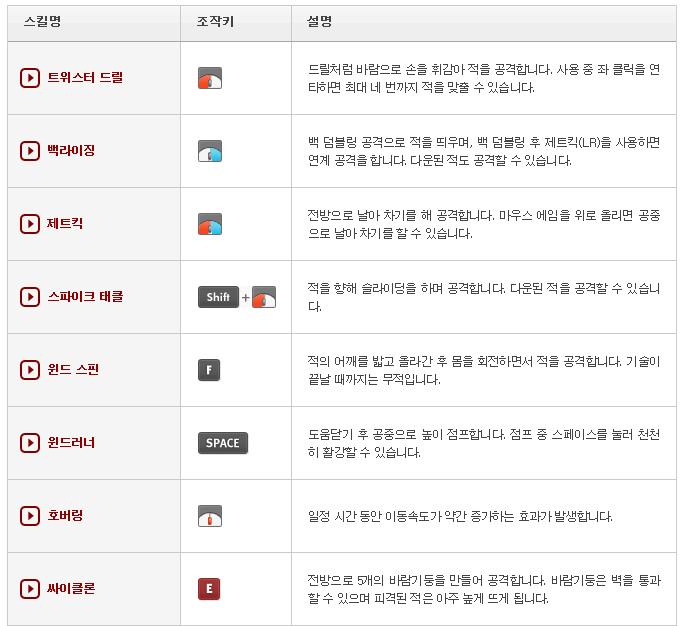 스킬명 조작키 설명
트위스터 드릴 드릴처럼 바람으로 손을 휘감아 적을 공격합니다. 사용 중 좌 클릭을 연
타하면 최대 네 번까지 적을 맞출 수 있습니다.
백라이징 백 덤블링 공격으로 적을 띄우며, 백 덤블링 후 제트킥(LR)을 사용하면
연계 공격을 합니다. 다운된 적도 공격할 수 있습니다.
제트킥 전방으로 날아 차기를 해 공격합니다. 마우스 에임을 위로 올리면 공중
으로 날아 차기를 할 수 있습니다.
스파이크 태클 Shift + 적을 향해 슬라이딩을 하며 공격합니다. 다운된 적을 공격할 수 있습니
다.
윈드 스핀 F 적의 어깨를 밟고 올라간 후 몸을 회전하면서 적을 공격합니다. 기술이
끝날 때까지는 무적입니다.
윈드러너 SPACE 도움닫기 후 공중으로 높이 점프합니다. 점프 중 스페이스를 눌러 천천
히 활강할 수 있습니다.
호버링 일정 시간 동안 이동속도가 약간 증가하는 효과가 발생합니다.
싸이클론 E 전방으로 5개의 바람기둥을 만들어 공격합니다. 바람기둥은 벽을 통과
할 수 있으며 피격된 적은 아주 높게 뜨게 됩니다.